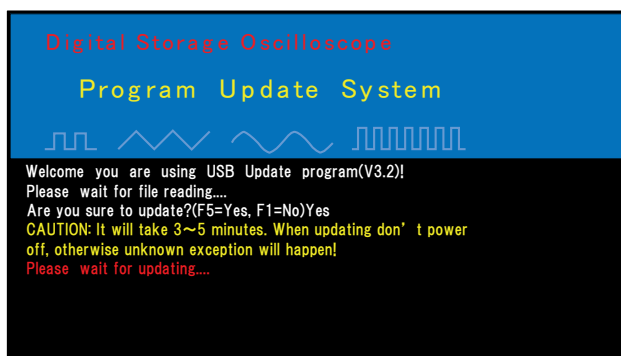 Digital Storage Oscilloscope
Program Update System
Welcome you are using USB Update program(V3.2)!
Please wait for file reading....
Are you sure to update?(F5=Yes, F1=No)Yes
CAUTION: It will take 3～5 minutes. When updating don’t power
off, otherwise unknown exception will happen!
Please wait for updating....